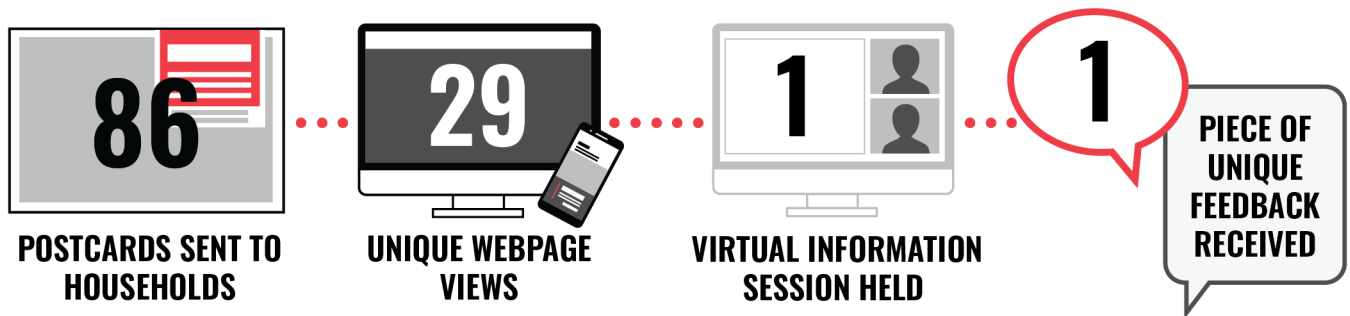 86
POSTCARDS SENT TO
HOUSEHOLDS
29
UNIQUE WEBPAGE
VIEWS
1
VIRTUAL INFORMATION
SESSION HELD
1
PIECE OF
UNIQUE
FEEDBACK
RECEIVED